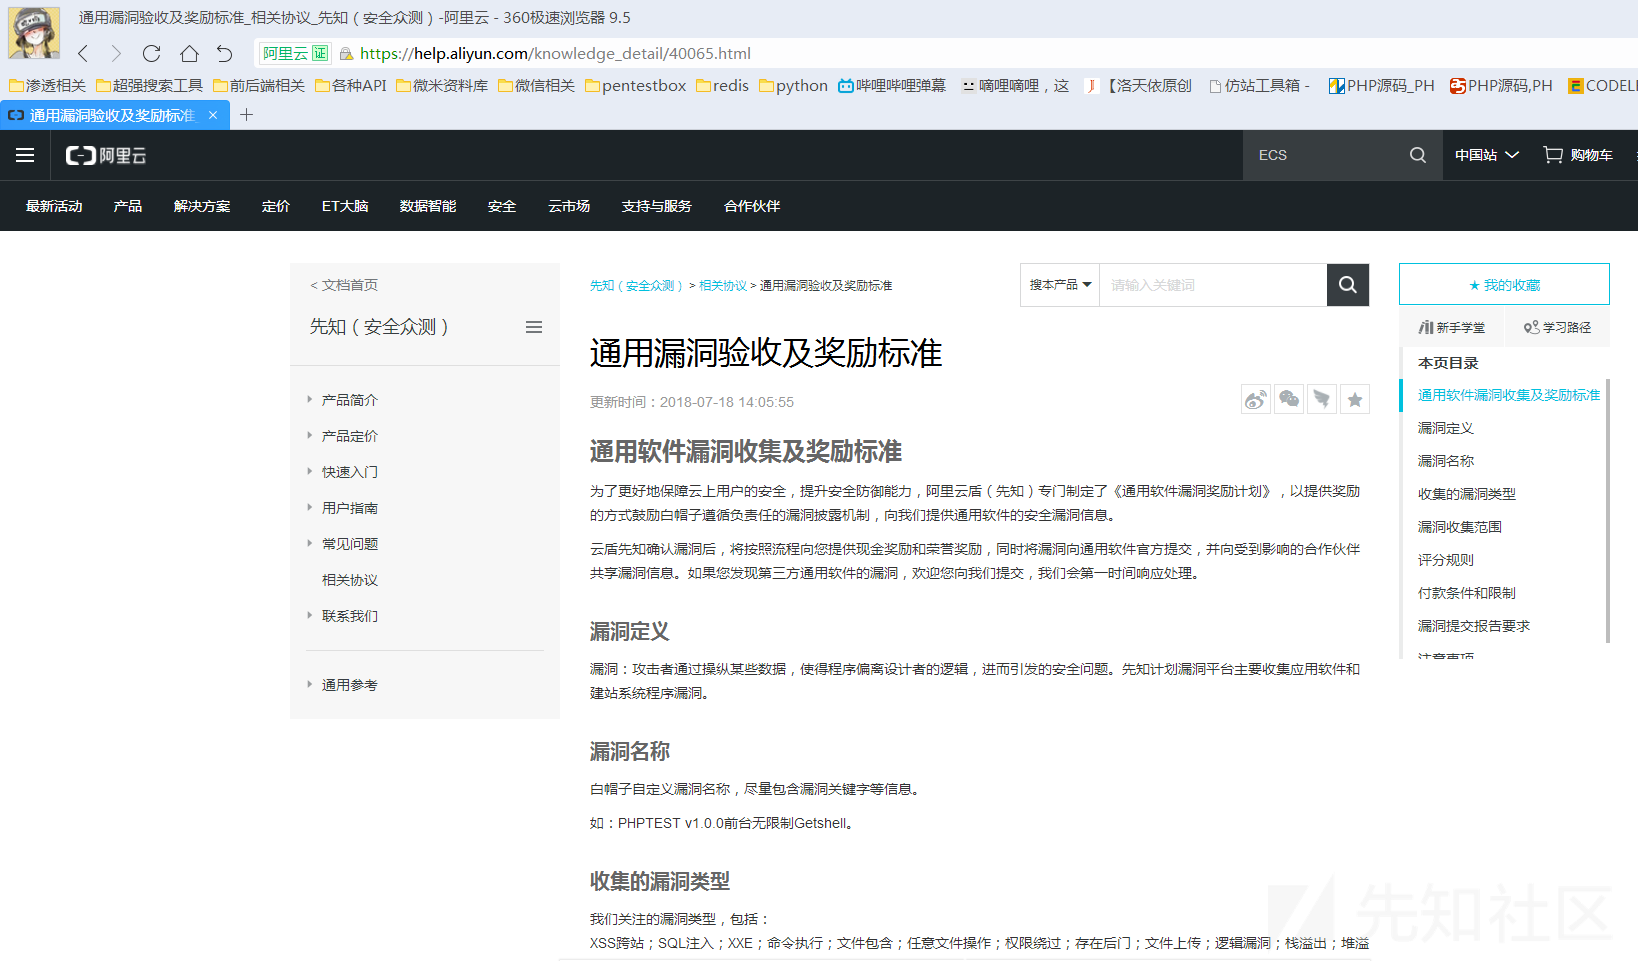 通用漏洞验收及奖励标准_相关协议_先知（安全众测）-阿里云 - 360极速浏览器 9.5
阿里云 证 https://help.aliyun.com/knowledge_detail/40065.html
渗透相关 超强搜索工具 前后端相关 各种API 微米资料库 微信相关 pentestbox redis python 哔哩哔哩弹幕 嘀哩嘀哩，这 【洛天依原创 仿站工具箱 - PHP源码_PH PHP源码,PH CODEL
通用漏洞验收及奖励标准_
阿里云 ECS 中国站 购物车
最新活动 产品 解决方案 定价 ET大脑 数据智能 安全 云市场 支持与服务 合作伙伴
< 文档首页
先知（安全众测）
产品简介
产品定价
快速入门
用户指南
常见问题
相关协议
联系我们
通用参考
先知（安全众测） > 相关协议 > 通用漏洞验收及奖励标准
搜本产品 请输入关键词
通用漏洞验收及奖励标准
更新时间：2018-07-18 14:05:55
通用软件漏洞收集及奖励标准
为了更好地保障云上用户的安全，提升安全防御能力，阿里云盾（先知）专门制定了《通用软件漏洞奖励计划》，以提供奖励
的方式鼓励白帽子遵循负责任的漏洞披露机制，向我们提供通用软件的安全漏洞信息。
云盾先知确认漏洞后，将按照流程向您提供现金奖励和荣誉奖励，同时将漏洞向通用软件官方提交，并向受到影响的合作伙伴
共享漏洞信息。如果您发现第三方通用软件的漏洞，欢迎您向我们提交，我们会第一时间响应处理。
漏洞定义
漏洞：攻击者通过操纵某些数据，使得程序偏离设计者的逻辑，进而引发的安全问题。先知计划漏洞平台主要收集应用软件和
建站系统程序漏洞。
漏洞名称
白帽子自定义漏洞名称，尽量包含漏洞关键字等信息。
如：PHPTEST v1.0.0前台无限制Getshell。
收集的漏洞类型
我们关注的漏洞类型，包括：
XSS跨站；SQL注入；XXE；命令执行；文件包含；任意文件操作；权限绕过；存在后门；文件上传；逻辑漏洞；栈溢出；堆溢
★ 我的收藏
新手学堂 学习路径
本页目录
通用软件漏洞收集及奖励标准
漏洞定义
漏洞名称
收集的漏洞类型
漏洞收集范围
评分规则
付款条件和限制
漏洞提交报告要求
注意事项
先知社区